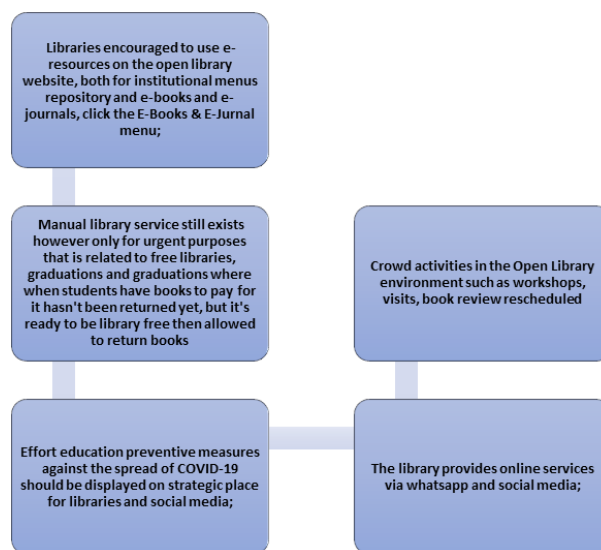 Libraries encouraged to use e-
resources on the open library
website, both for institutional menus
repository and e-books and e-
journals, click the E-Books & E-Jurnal
menu;
Manual library service still exists
however only for urgent purposes
that is related to free libraries,
graduations and graduations where
when students have books to pay for
it hasn't been returned yet, but it's
ready to be library free then allowed
to return books
Effort education preventive measures
against the spread of COVID-19
should be displayed on strategic place
for libraries and social media;
The library provides online services
via whatsapp and social media;
Crowd activities in the Open Library
environment such as workshops,
visits, book review rescheduled